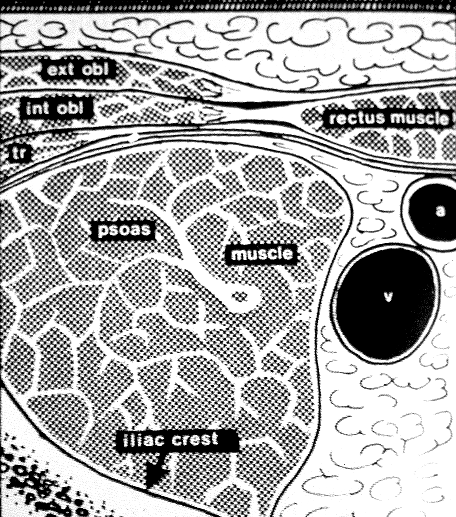 ext obl
int obl
rectus muscle
tr
a
psoas
muscle
v
iliac crest